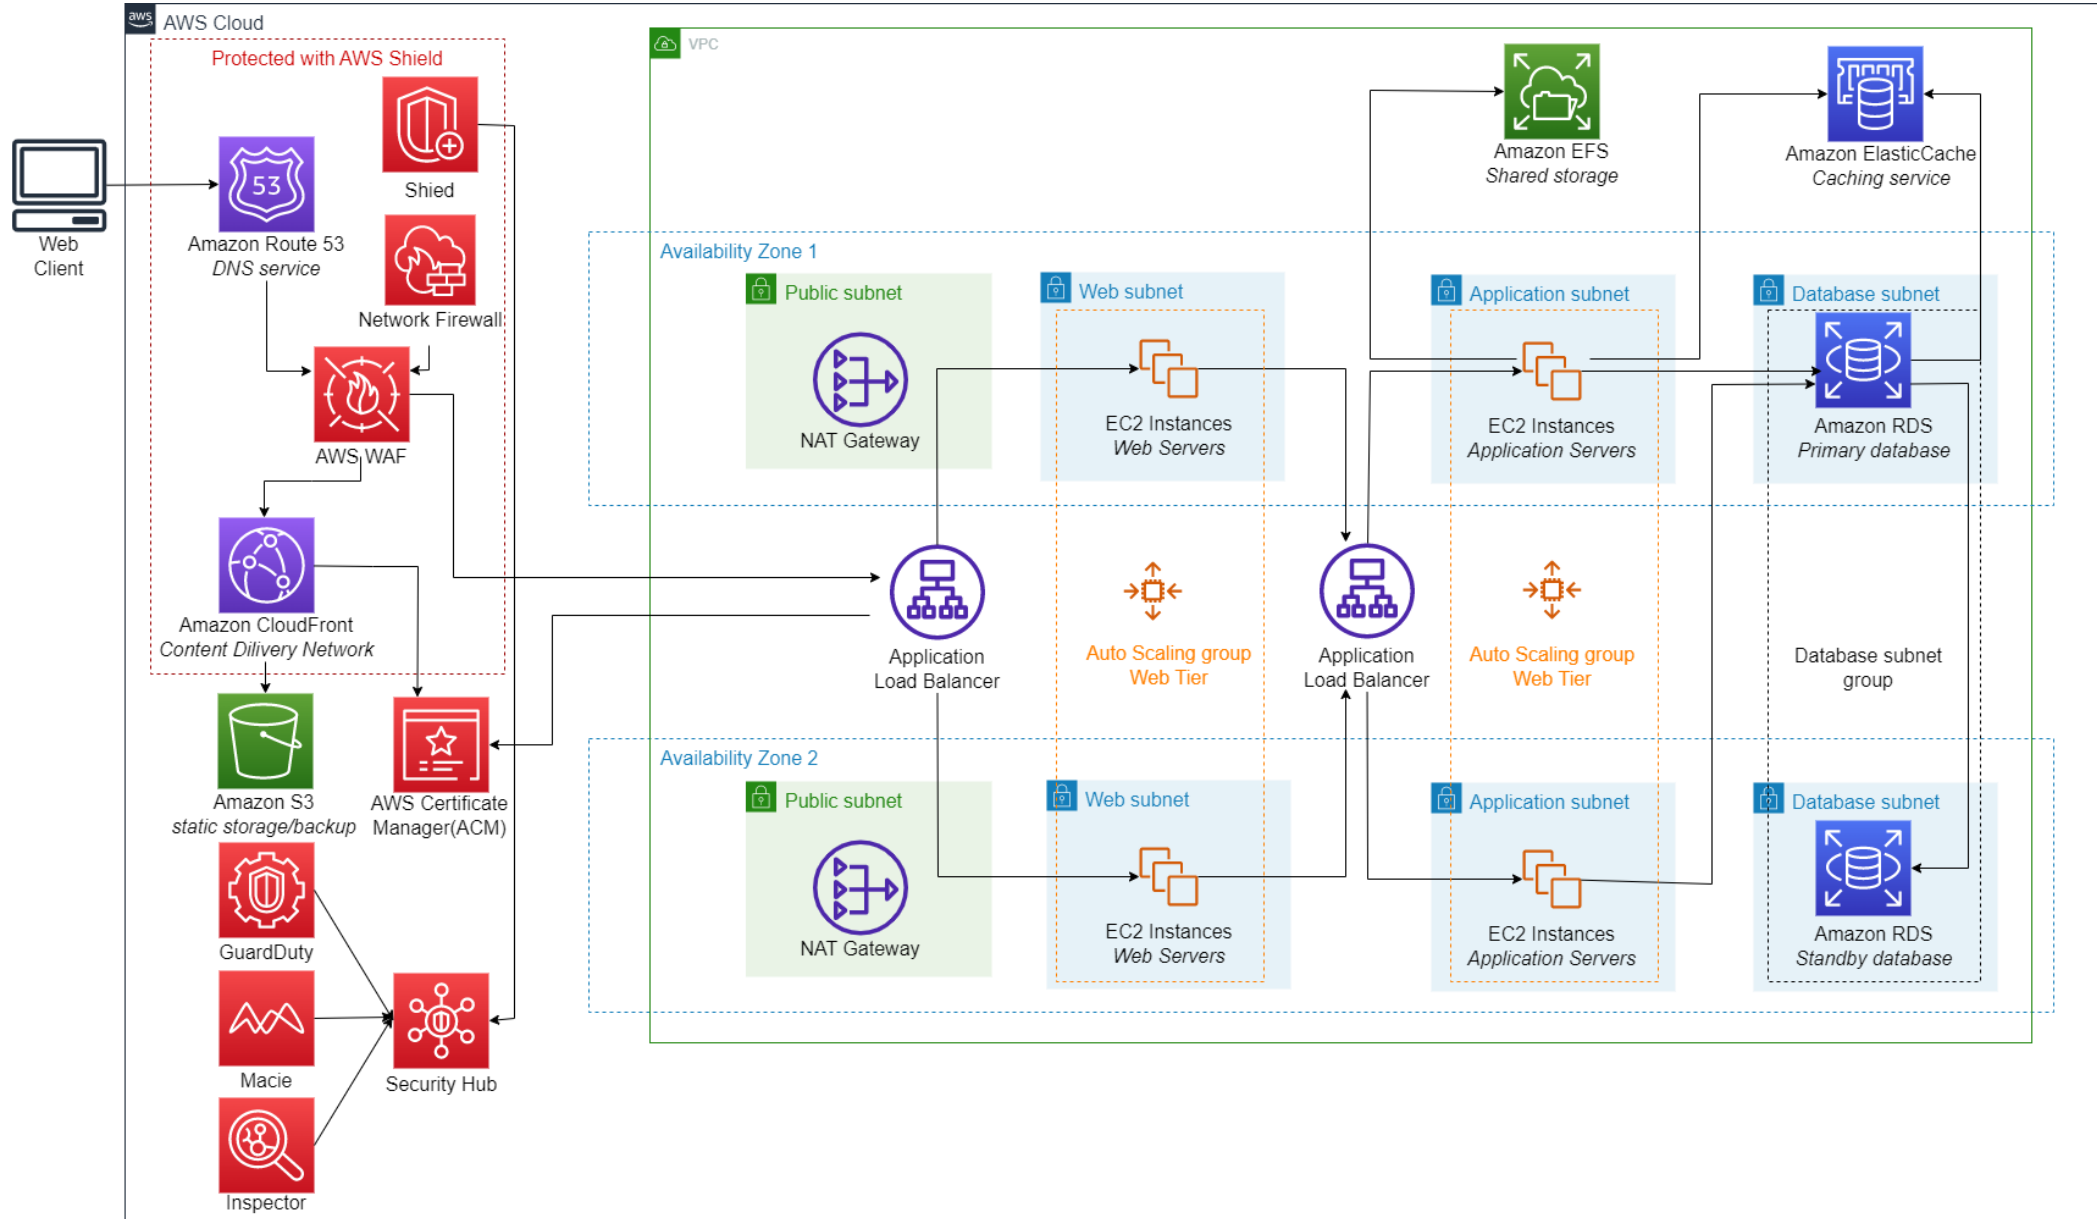 aws
AWS Cloud
Protected with AWS Shield
Shied
53
Amazon Route 53
DNS service
Web
Client
Network Firewall
AWS WAF
Amazon CloudFront
Content Dilivery Network
Amazon S3
static storage/backup
AWS Certificate
Manager(ACM)
GuardDuty
Macie
Security Hub
Inspector
VPC
Amazon EFS
Shared storage
Amazon ElasticCache
Caching service
Availability Zone 1
Public subnet
NAT Gateway
Web subnet
EC2 Instances
Web Servers
Application subnet
EC2 Instances
Application Servers
Database subnet
Amazon RDS
Primary database
Application
Load Balancer
Auto Scaling group
Web Tier
Application
Load Balancer
Auto Scaling group
Web Tier
Database subnet
group
Availability Zone 2
Public subnet
NAT Gateway
Web subnet
EC2 Instances
Web Servers
Application subnet
EC2 Instances
Application Servers
Database subnet
Amazon RDS
Standby database